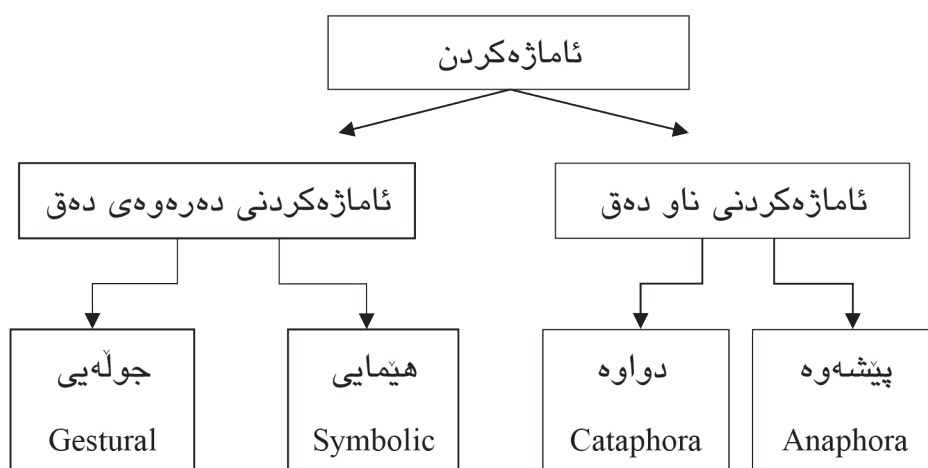 ئاماژەکردن
ئاماژەکردنی ناو دەق
ئاماژەکردنی دەرەوەی دەق
پێشەوە
Anaphora
دواوە
Cataphora
هێمایی
Symbolic
جوڵەیی
Gestural